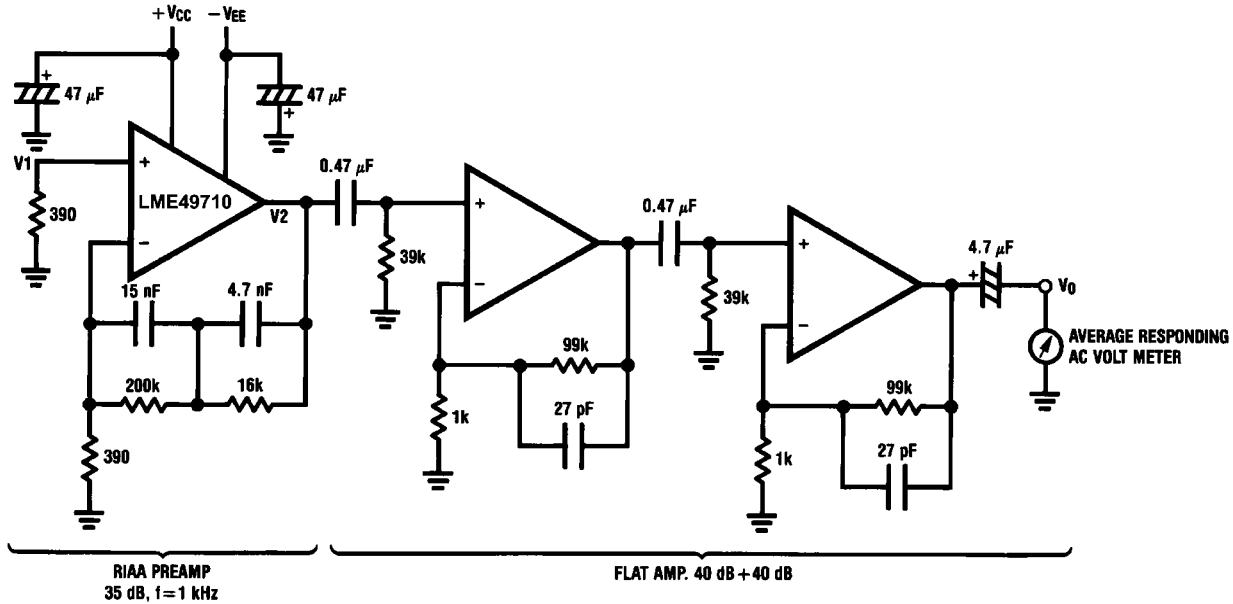 +VCC
−VEE
+
47 µF
47 µF
+
V1
+
LME49710
−
V2
390
0.47 µF
+
−
39k
0.47 µF
+
−
39k
4.7 µF
+
VO
AVERAGE RESPONDING
AC VOLT METER
15 nF
4.7 nF
200k
16k
390
99k
27 pF
1k
99k
27 pF
1k
RIAA PREAMP
35 dB, f=1 kHz
FLAT AMP. 40 dB+40 dB